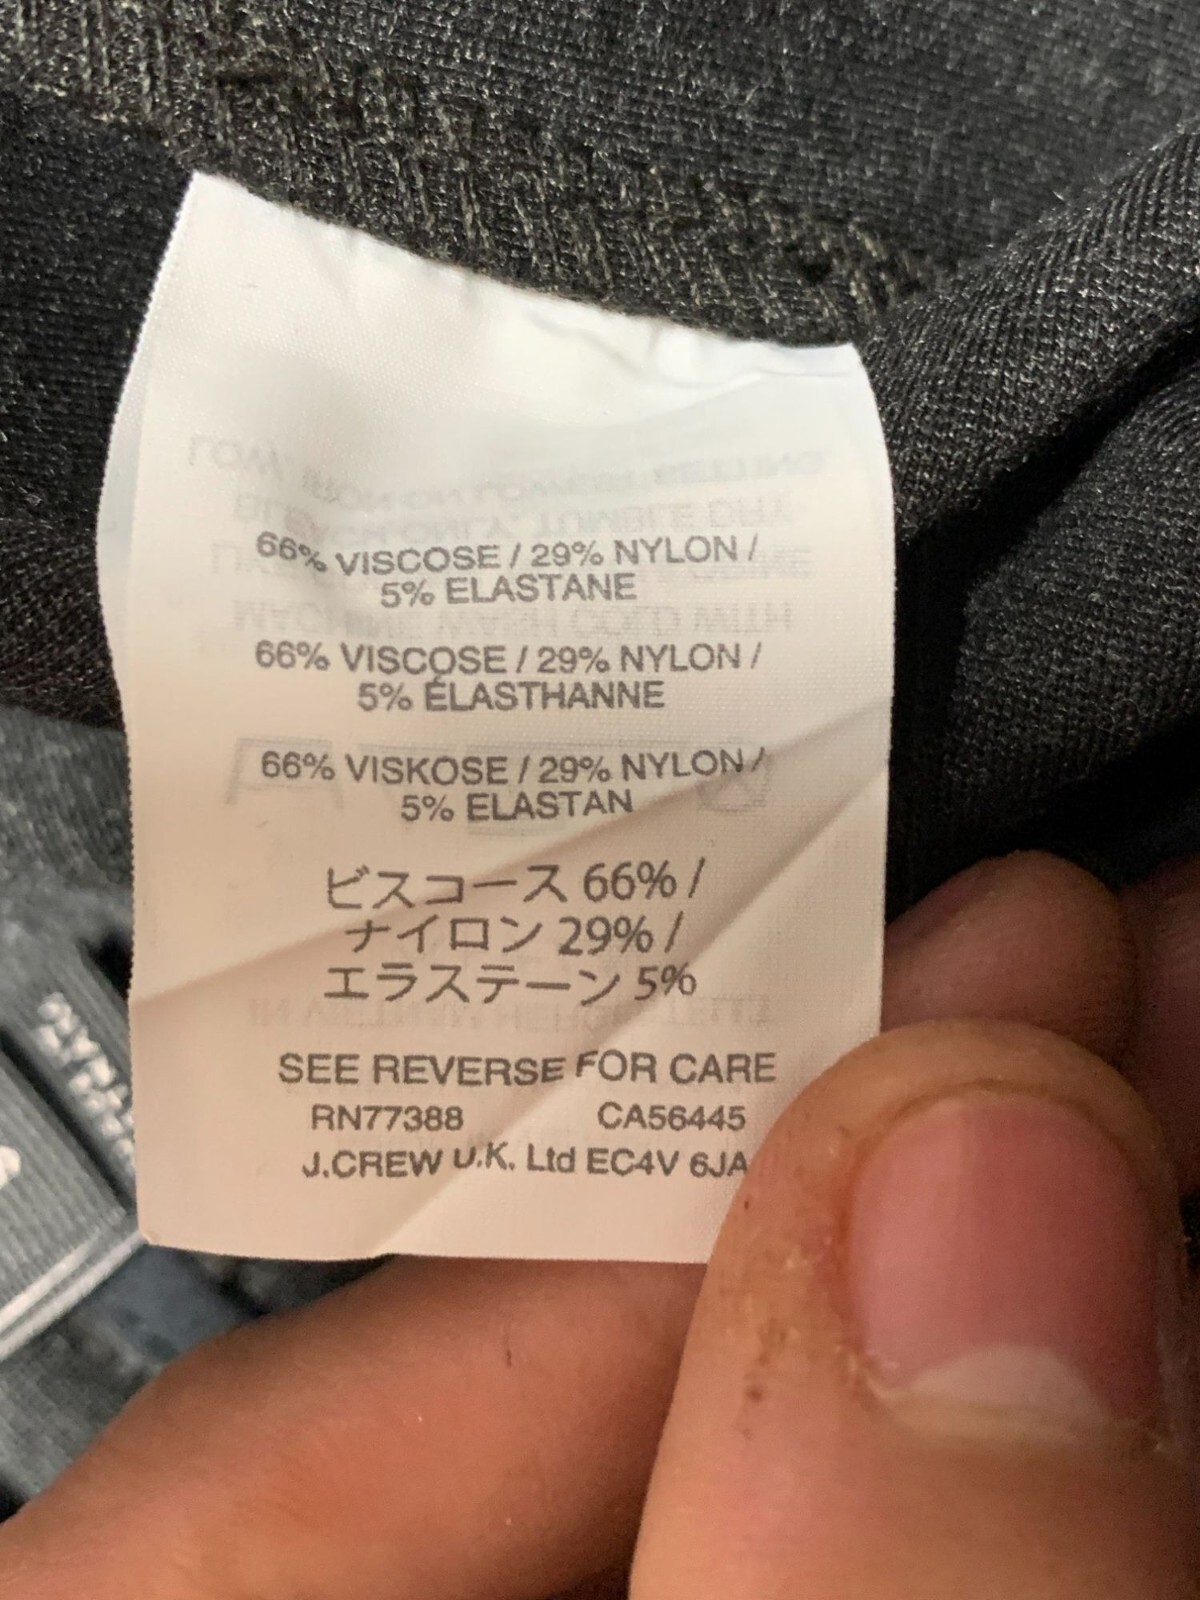 66% VISCOSE / 29% NYLON /
5% ELASTANE
66% VISCOSE / 29% NYLON /
5% ÉLASTHANNE
66% VISKOSE / 29% NYLON /
5% ELASTAN
ビスコース 66% /
ナイロン 29% /
エラステーン 5%
SEE REVERSE FOR CARE
RN77388 CA56445
J.CREW U.K. Ltd EC4V 6JA